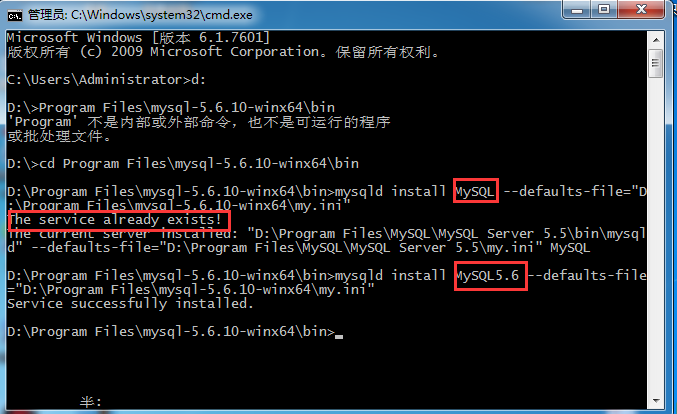 管理员: C:\Windows\system32\cmd.exe
Microsoft Windows [版本 6.1.7601]
版权所有 (c) 2009 Microsoft Corporation。保留所有权利。
C:\Users\Administrator>d:
D:\>Program Files\mysql-5.6.10-winx64\bin
'Program' 不是内部或外部命令，也不是可运行的程序
或批处理文件。
D:\>cd Program Files\mysql-5.6.10-winx64\bin
D:\Program Files\mysql-5.6.10-winx64\bin>mysqld install MySQL --defaults-file="D
:\Program Files\mysql-5.6.10-winx64\my.ini"
The service already exists!
The current server installed: "D:\Program Files\MySQL\MySQL Server 5.5\bin\mysql
d" --defaults-file="D:\Program Files\MySQL\MySQL Server 5.5\my.ini" MySQL
D:\Program Files\mysql-5.6.10-winx64\bin>mysqld install MySQL5.6 --defaults-file
="D:\Program Files\mysql-5.6.10-winx64\my.ini"
Service successfully installed.
D:\Program Files\mysql-5.6.10-winx64\bin>_
半: